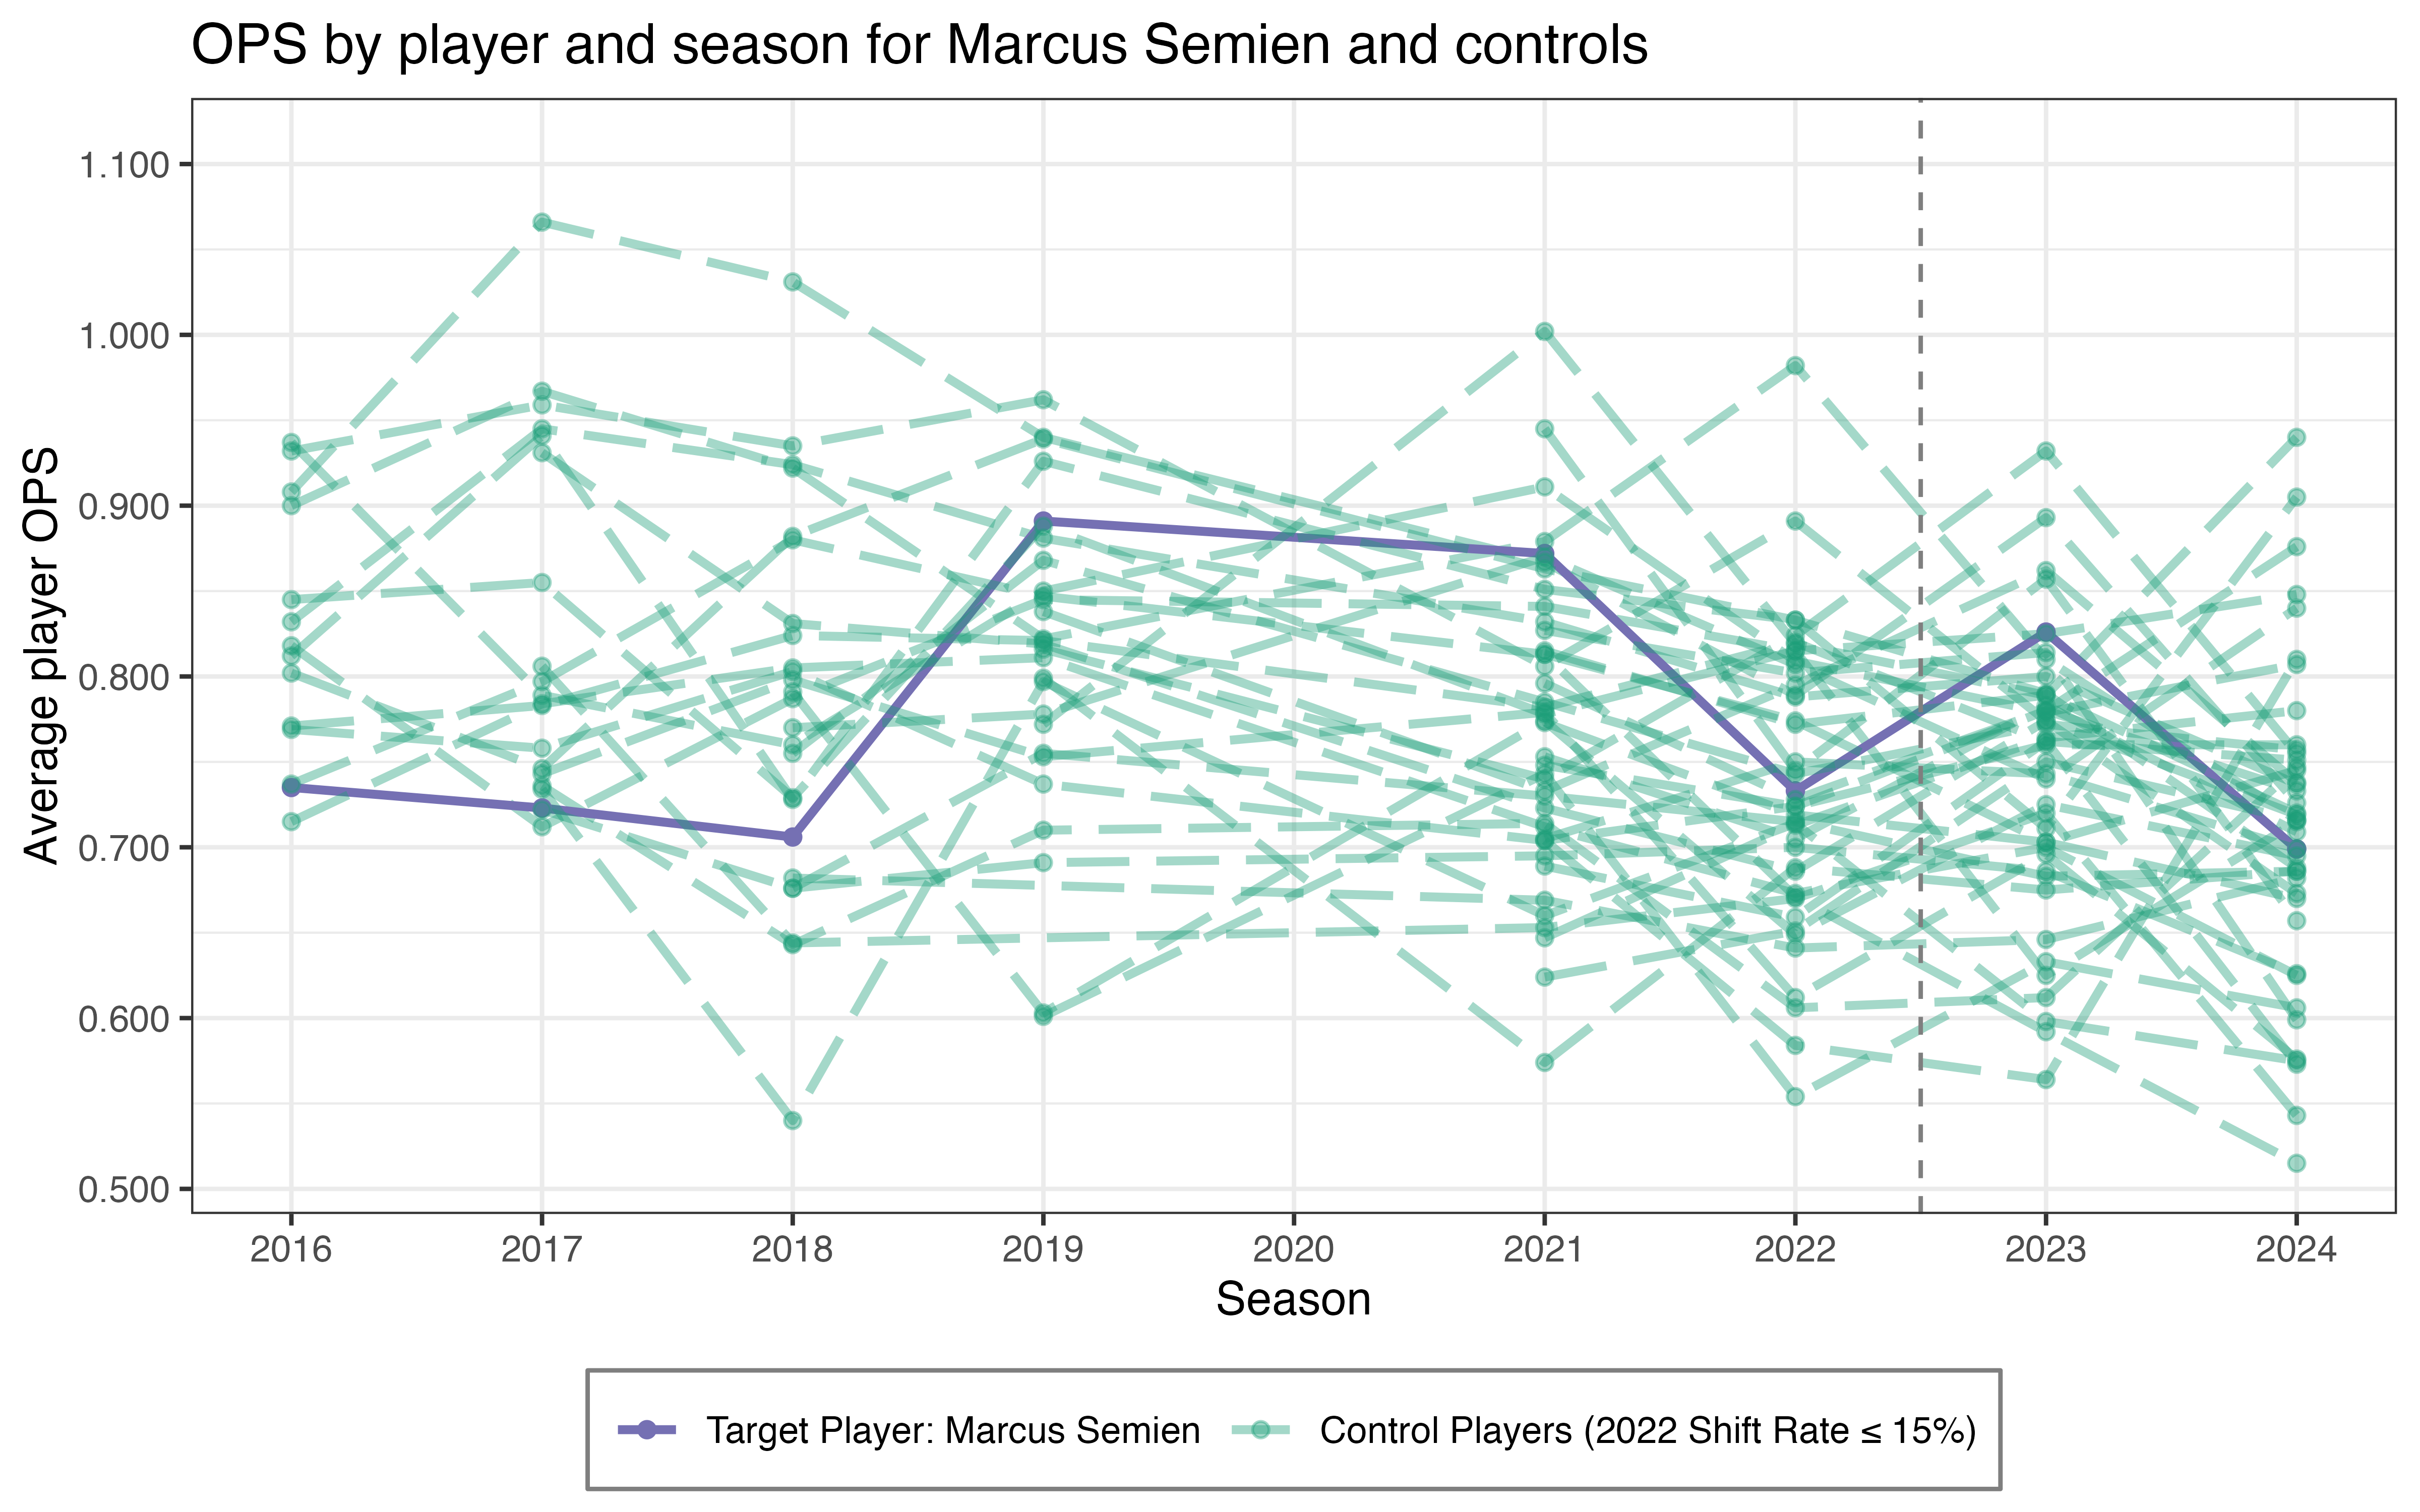 OPS by player and season for Marcus Semien and controls
Average player OPS
1.100
1.000
0.900
0.800
0.700
0.600
0.500
2016 2017 2018 2019 2020 2021 2022 2023 2024
Season
Target Player: Marcus Semien Control Players (2022 Shift Rate ≤ 15%)